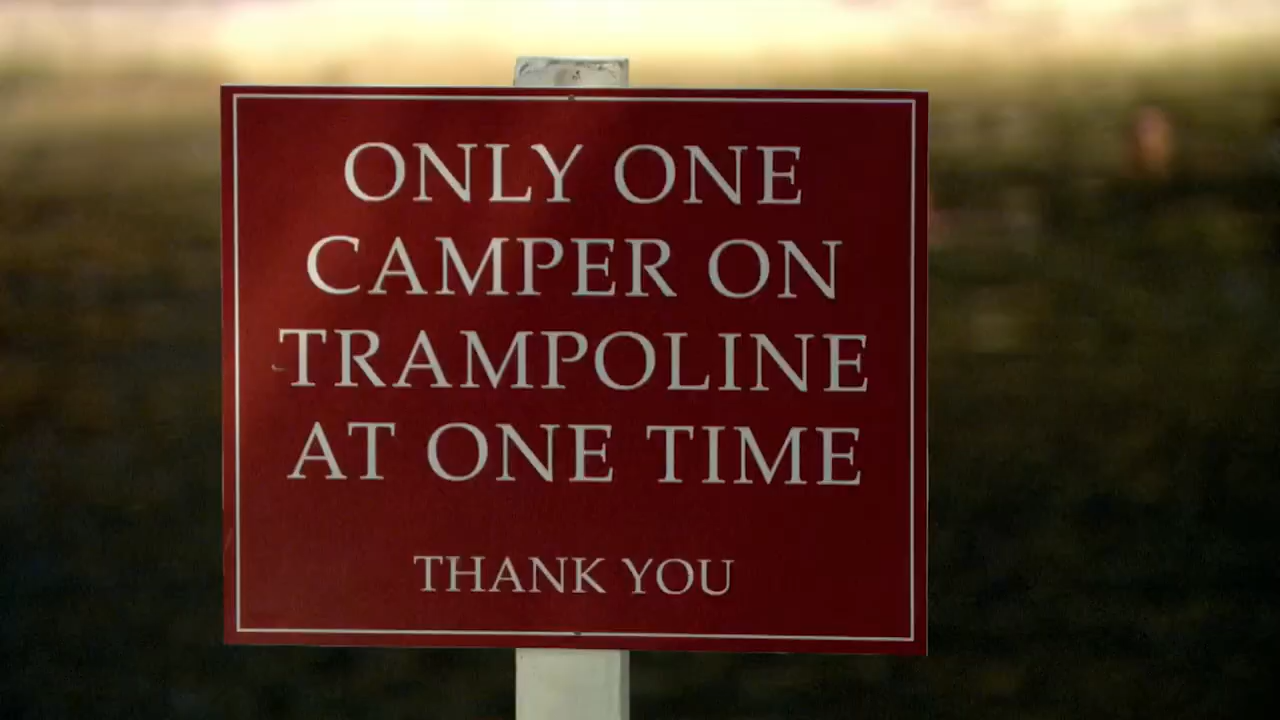 ONLY ONE
CAMPER ON
TRAMPOLINE
AT ONE TIME
THANK YOU